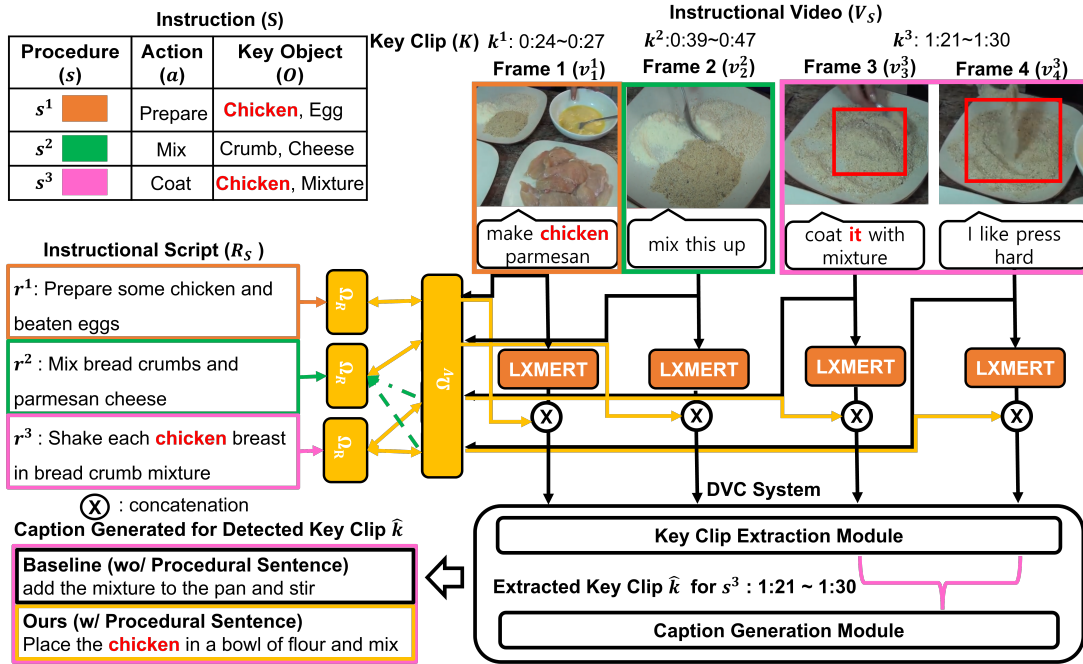 Instruction (S)
Procedure (s) Action (a) Key Object (O)
s¹ Prepare Chicken, Egg
s² Mix Crumb, Cheese
s³ Coat Chicken, Mixture
Instructional Video (V_S)
Key Clip (K) k¹: 0:24~0:27 k²:0:39~0:47 k³: 1:21~1:30
Frame 1 (v₁¹) Frame 2 (v₂²) Frame 3 (v₃³) Frame 4 (v₄³)
make chicken
parmesan
mix this up
coat it with
mixture
I like press
hard
Instructional Script (R_S )
r¹: Prepare some chicken and
beaten eggs
r² : Mix bread crumbs and
parmesan cheese
r³ : Shake each chicken breast
in bread crumb mixture
Ω_R
Ω_R
Ω_R
Ω_V
LXMERT LXMERT LXMERT LXMERT
X X X X
X : concatenation
DVC System
Key Clip Extraction Module
Extracted Key Clip k̂ for s³ : 1:21 ~ 1:30
Caption Generation Module
Caption Generated for Detected Key Clip k̂
Baseline (wo/ Procedural Sentence)
add the mixture to the pan and stir
Ours (w/ Procedural Sentence)
Place the chicken in a bowl of flour and mix